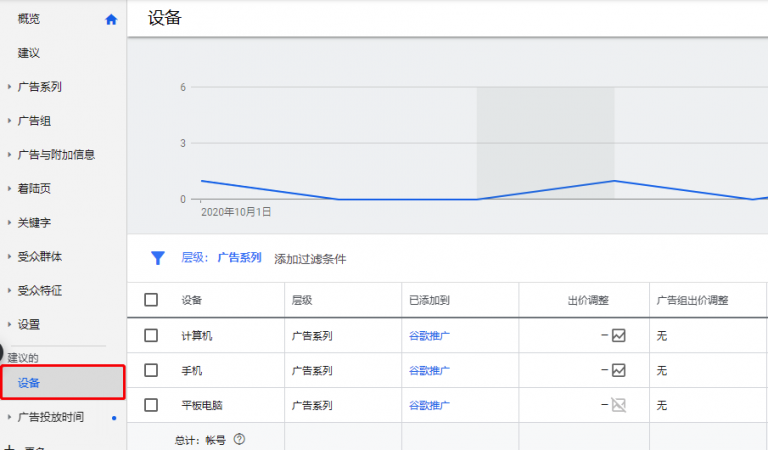 概览
建议
广告系列
广告组
广告与附加信息
着陆页
关键字
受众群体
受众特征
设置
建议的
设备
广告投放时间
设备
6
3
0
2020年10月1日
层级： 广告系列 添加过滤条件
设备 层级 已添加到 出价调整 广告组出价调整
计算机 广告系列 谷歌推广 – 无
手机 广告系列 谷歌推广 – 无
平板电脑 广告系列 谷歌推广 – 无
总计：帐号